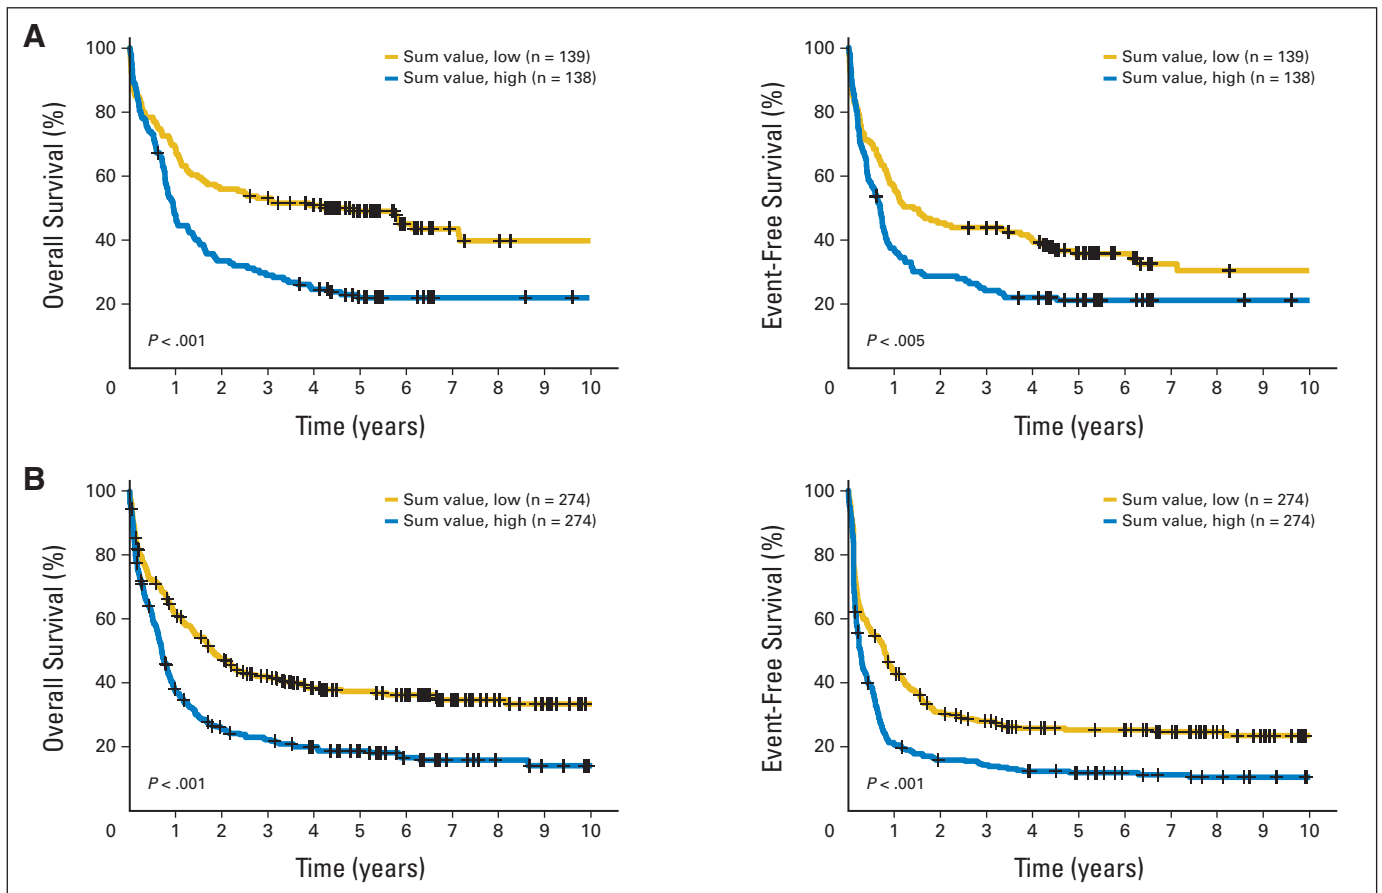 A
Overall Survival (%)
100
80
60
40
20
0
Sum value, low (n = 139)
Sum value, high (n = 138)
P < .001
1 2 3 4 5 6 7 8 9 10
Time (years)
Event-Free Survival (%)
100
80
60
40
20
0
Sum value, low (n = 139)
Sum value, high (n = 138)
P < .005
1 2 3 4 5 6 7 8 9 10
Time (years)
B
Overall Survival (%)
100
80
60
40
20
0
Sum value, low (n = 274)
Sum value, high (n = 274)
P < .001
1 2 3 4 5 6 7 8 9 10
Time (years)
Event-Free Survival (%)
100
80
60
40
20
0
Sum value, low (n = 274)
Sum value, high (n = 274)
P < .001
1 2 3 4 5 6 7 8 9 10
Time (years)